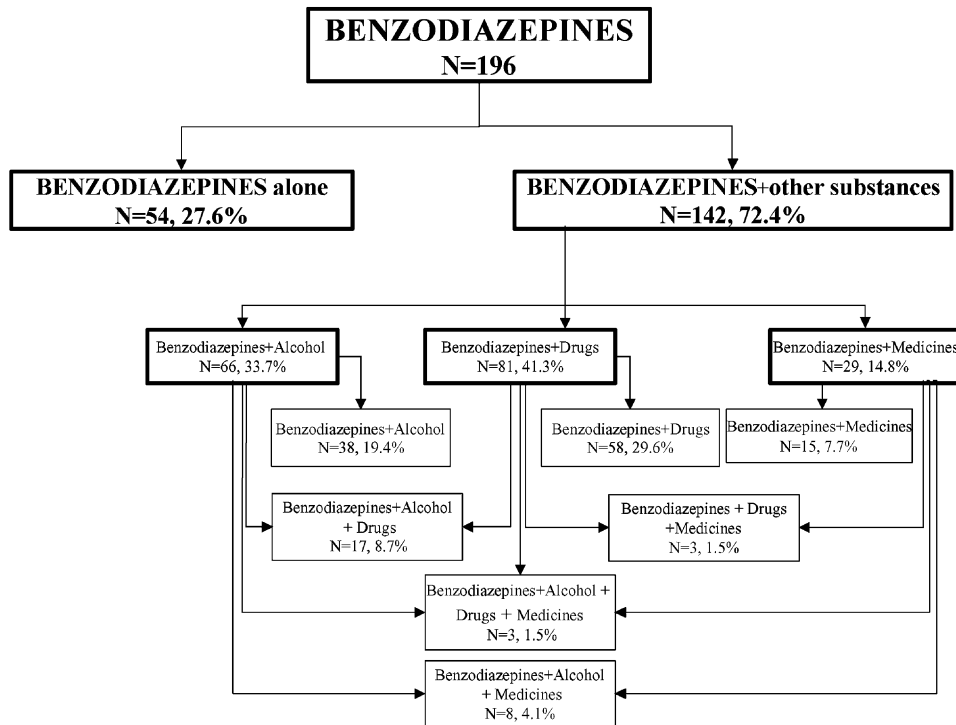 BENZODIAZEPINES
N=196
BENZODIAZEPINES alone
N=54, 27.6%
BENZODIAZEPINES+other substances
N=142, 72.4%
Benzodiazepines+Alcohol
N=66, 33.7%
Benzodiazepines+Drugs
N=81, 41.3%
Benzodiazepines+Medicines
N=29, 14.8%
Benzodiazepines+Alcohol
N=38, 19.4%
Benzodiazepines+Drugs
N=58, 29.6%
Benzodiazepines+Medicines
N=15, 7.7%
Benzodiazepines+Alcohol
+ Drugs
N=17, 8.7%
Benzodiazepines + Drugs
+Medicines
N=3, 1.5%
Benzodiazepines+Alcohol +
Drugs + Medicines
N=3, 1.5%
Benzodiazepines+Alcohol
+ Medicines
N=8, 4.1%